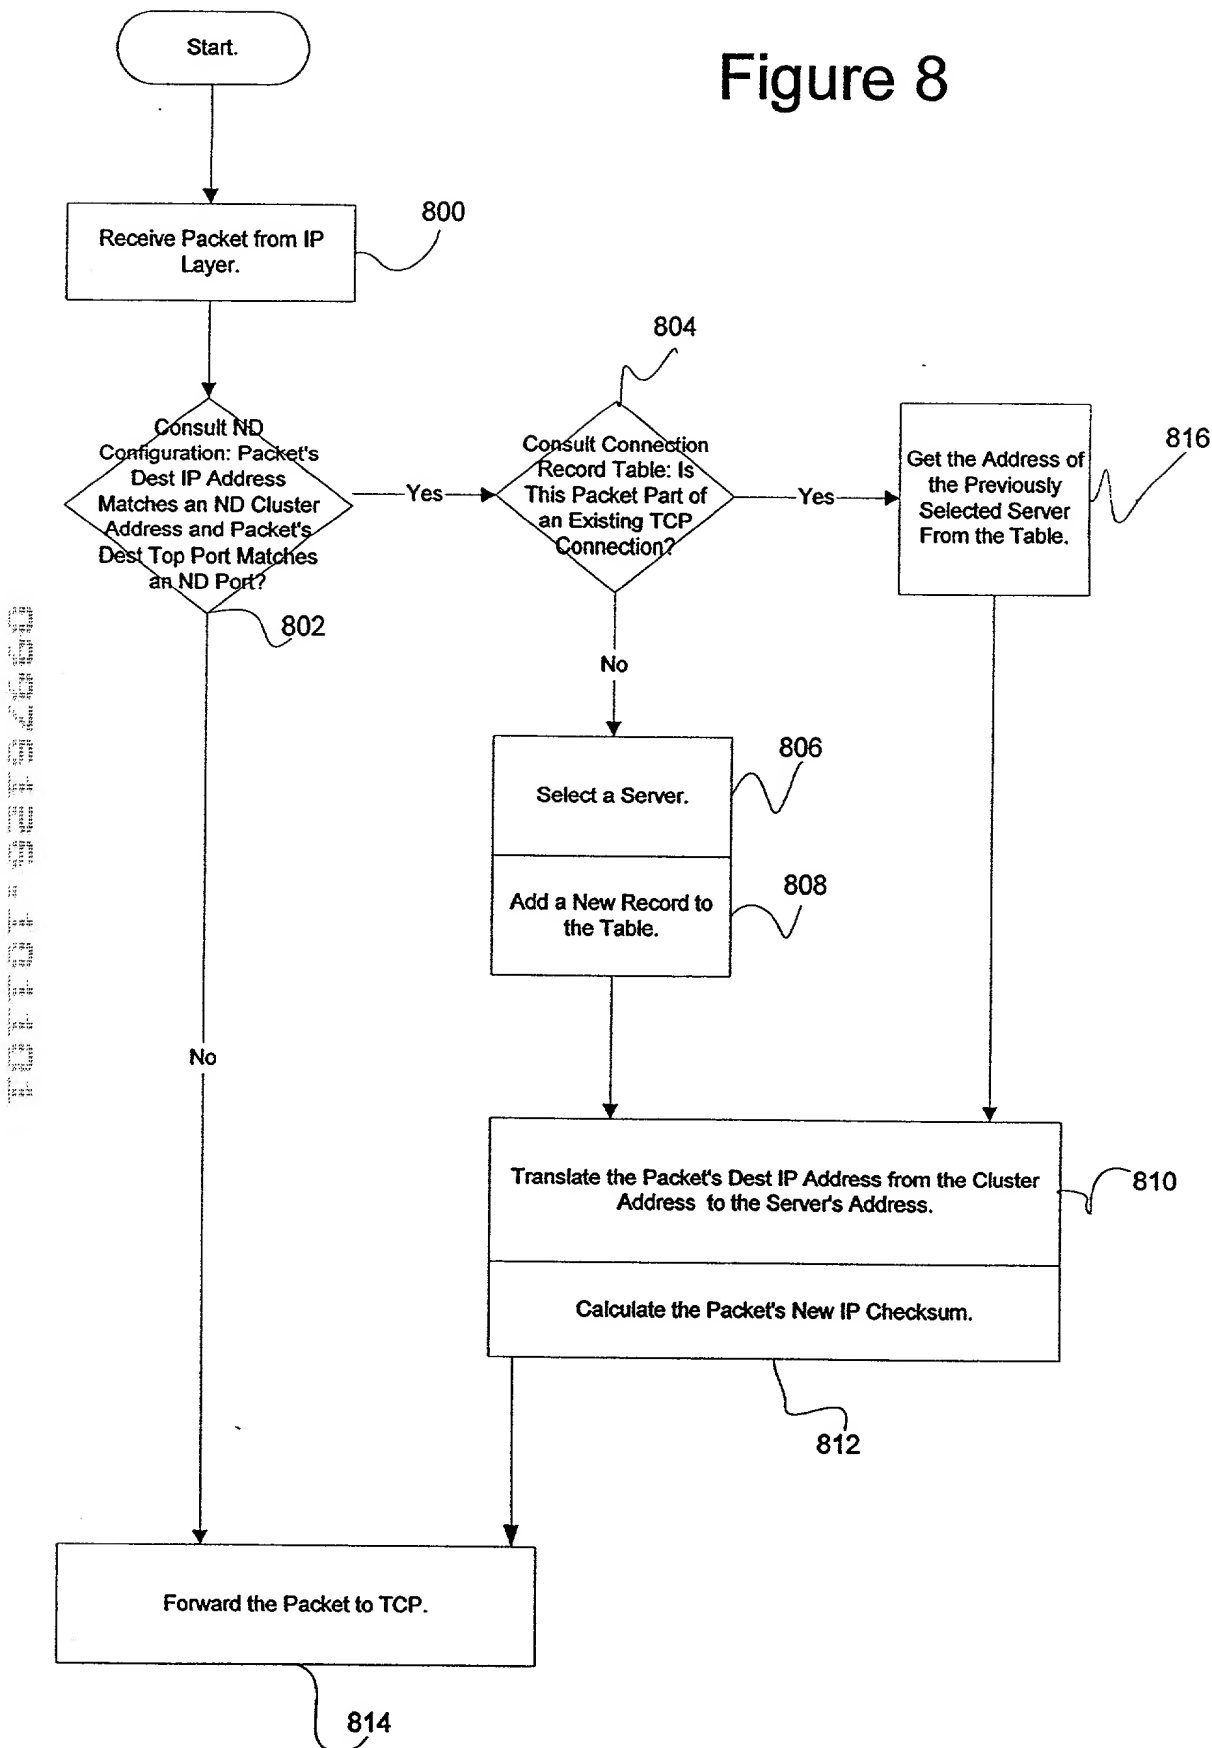 Figure 8
Start.
Receive Packet from IP
Layer.
800
Consult ND
Configuration: Packet's
Dest IP Address
Matches an ND Cluster
Address and Packet's
Dest Top Port Matches
an ND Port?
802
Yes
804
Consult Connection
Record Table: Is
This Packet Part of
an Existing TCP
Connection?
Yes
Get the Address of
the Previously
Selected Server
From the Table.
816
No
Select a Server.
806
Add a New Record to
the Table.
808
No
Translate the Packet's Dest IP Address from the Cluster
Address to the Server's Address.
810
Calculate the Packet's New IP Checksum.
812
Forward the Packet to TCP.
814